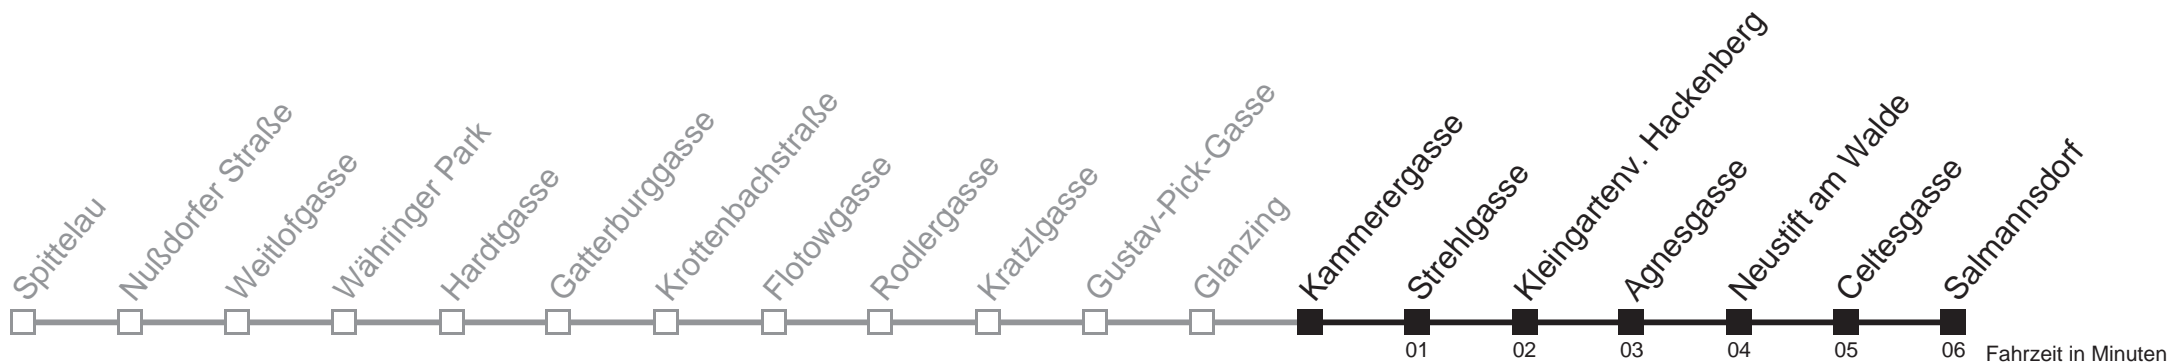 Spittelau
Nußdorfer Straße
Weitlofgasse
Währinger Park
Hardtgasse
Gatterburggasse
Krottenbachstraße
Flotowgasse
Rodlergasse
Kratzlgasse
Gustav-Pick-Gasse
Glanzing
Kammerergasse
Strehlgasse
Kleingartenv. Hackenberg
Agnesgasse
Neustift am Walde
Celtesgasse
Salmannsdorf
01 02 03 04 05 06 Fahrzeit in Minuten